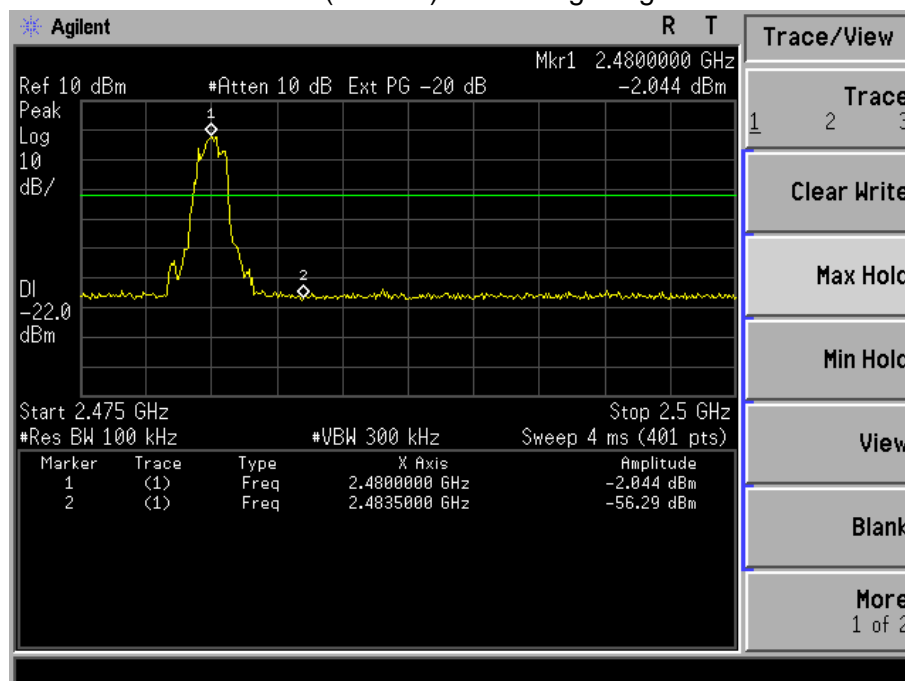 Agilent
R T
Mkr1 2.4800000 GHz
Ref 10 dBm #Atten 10 dB Ext PG -20 dB -2.044 dBm
Peak
Log
10
dB/
1
2
DI
-22.0
dBm
Start 2.475 GHz Stop 2.5 GHz
#Res BW 100 kHz #VBW 300 kHz Sweep 4 ms (401 pts)
Marker Trace Type X Axis Amplitude
1 (1) Freq 2.4800000 GHz -2.044 dBm
2 (1) Freq 2.4835000 GHz -56.29 dBm
Trace/View
Trace
1 2 3
Clear Write
Max Hold
Min Hold
View
Blank
More
1 of 2